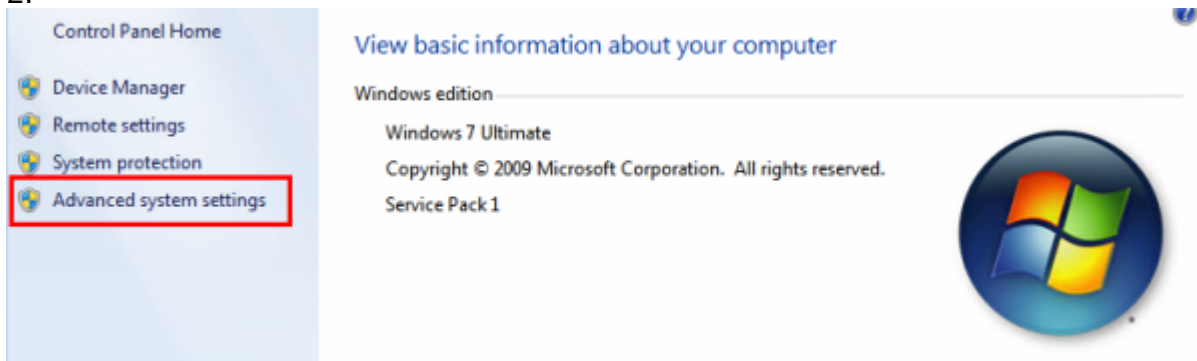 2.
Control Panel Home
Device Manager
Remote settings
System protection
Advanced system settings
?
View basic information about your computer
Windows edition
Windows 7 Ultimate
Copyright © 2009 Microsoft Corporation. All rights reserved.
Service Pack 1